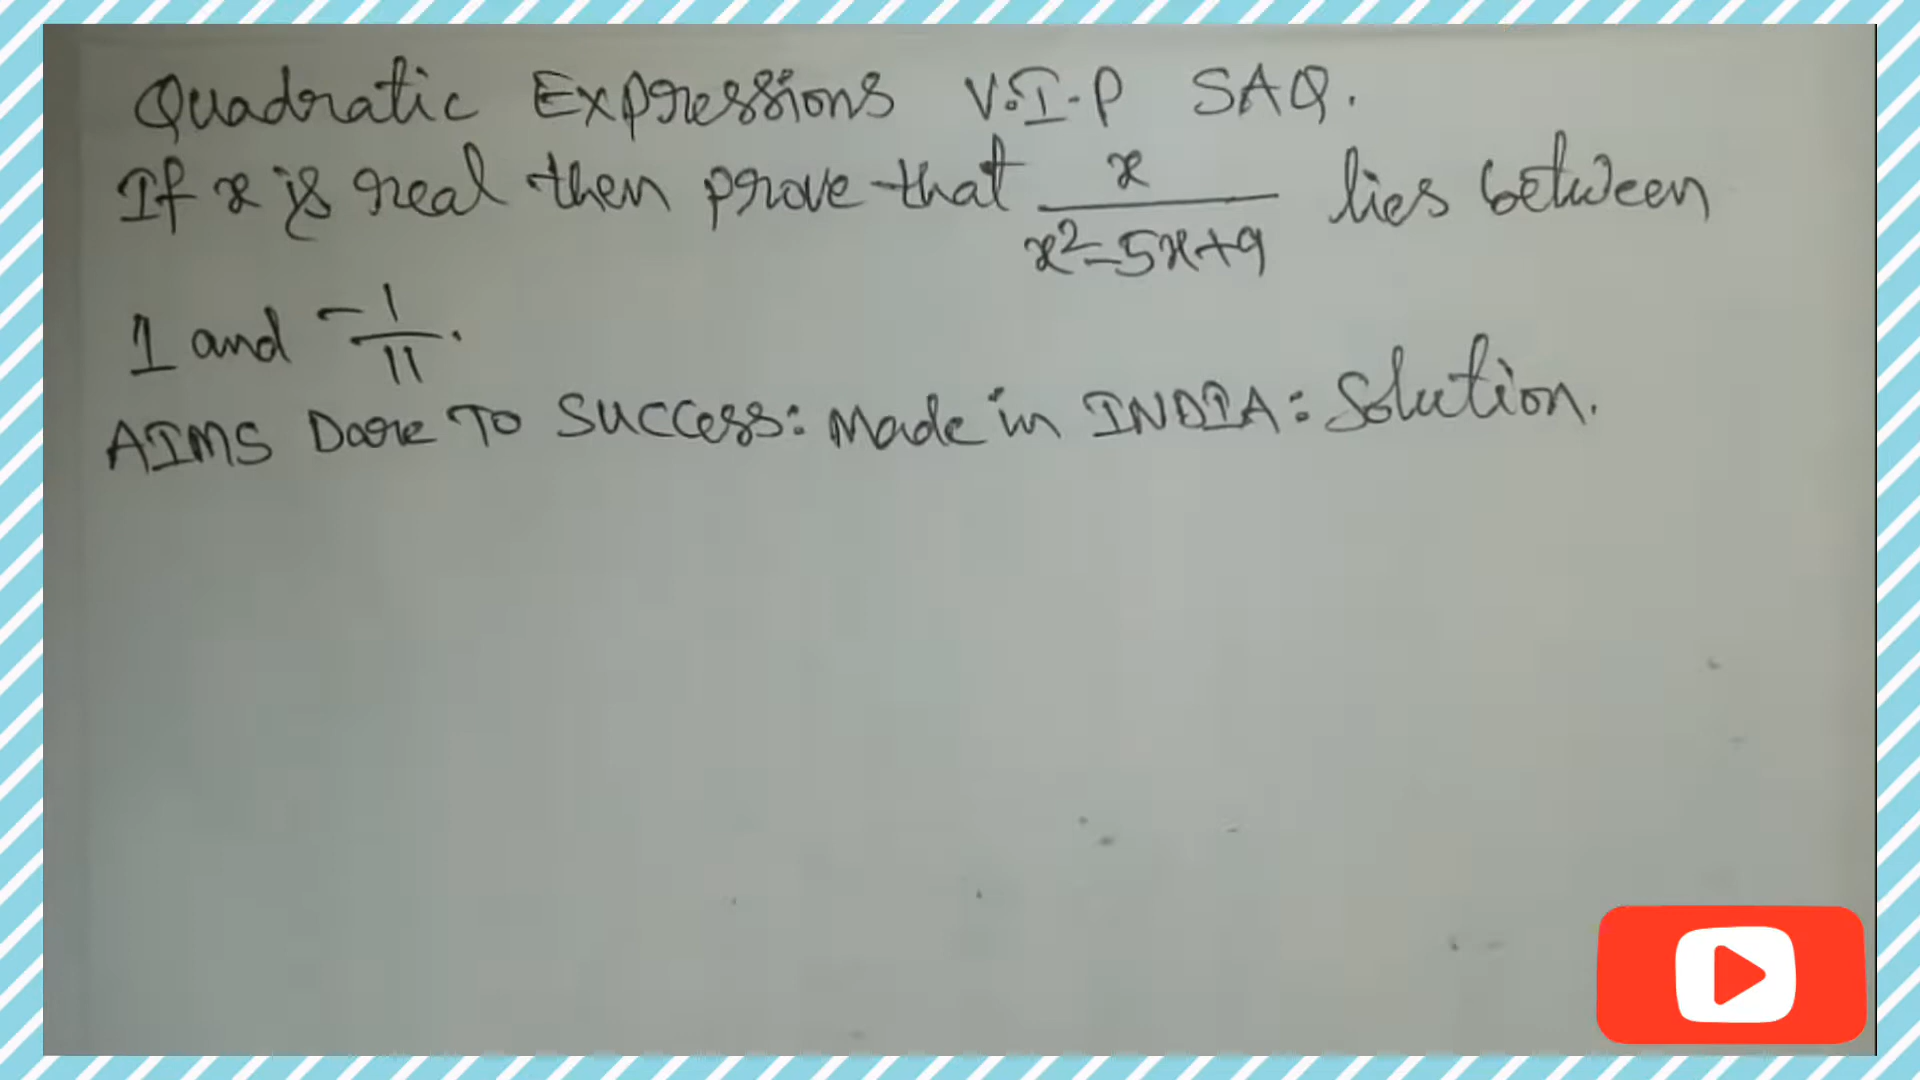 Quadratic Expressions V.I.P SAQ.
If x is real then prove that x/(x²-5x+9) lies between
1 and -1/11.
AIMS Dare To Success: Made in INDIA: Solution.